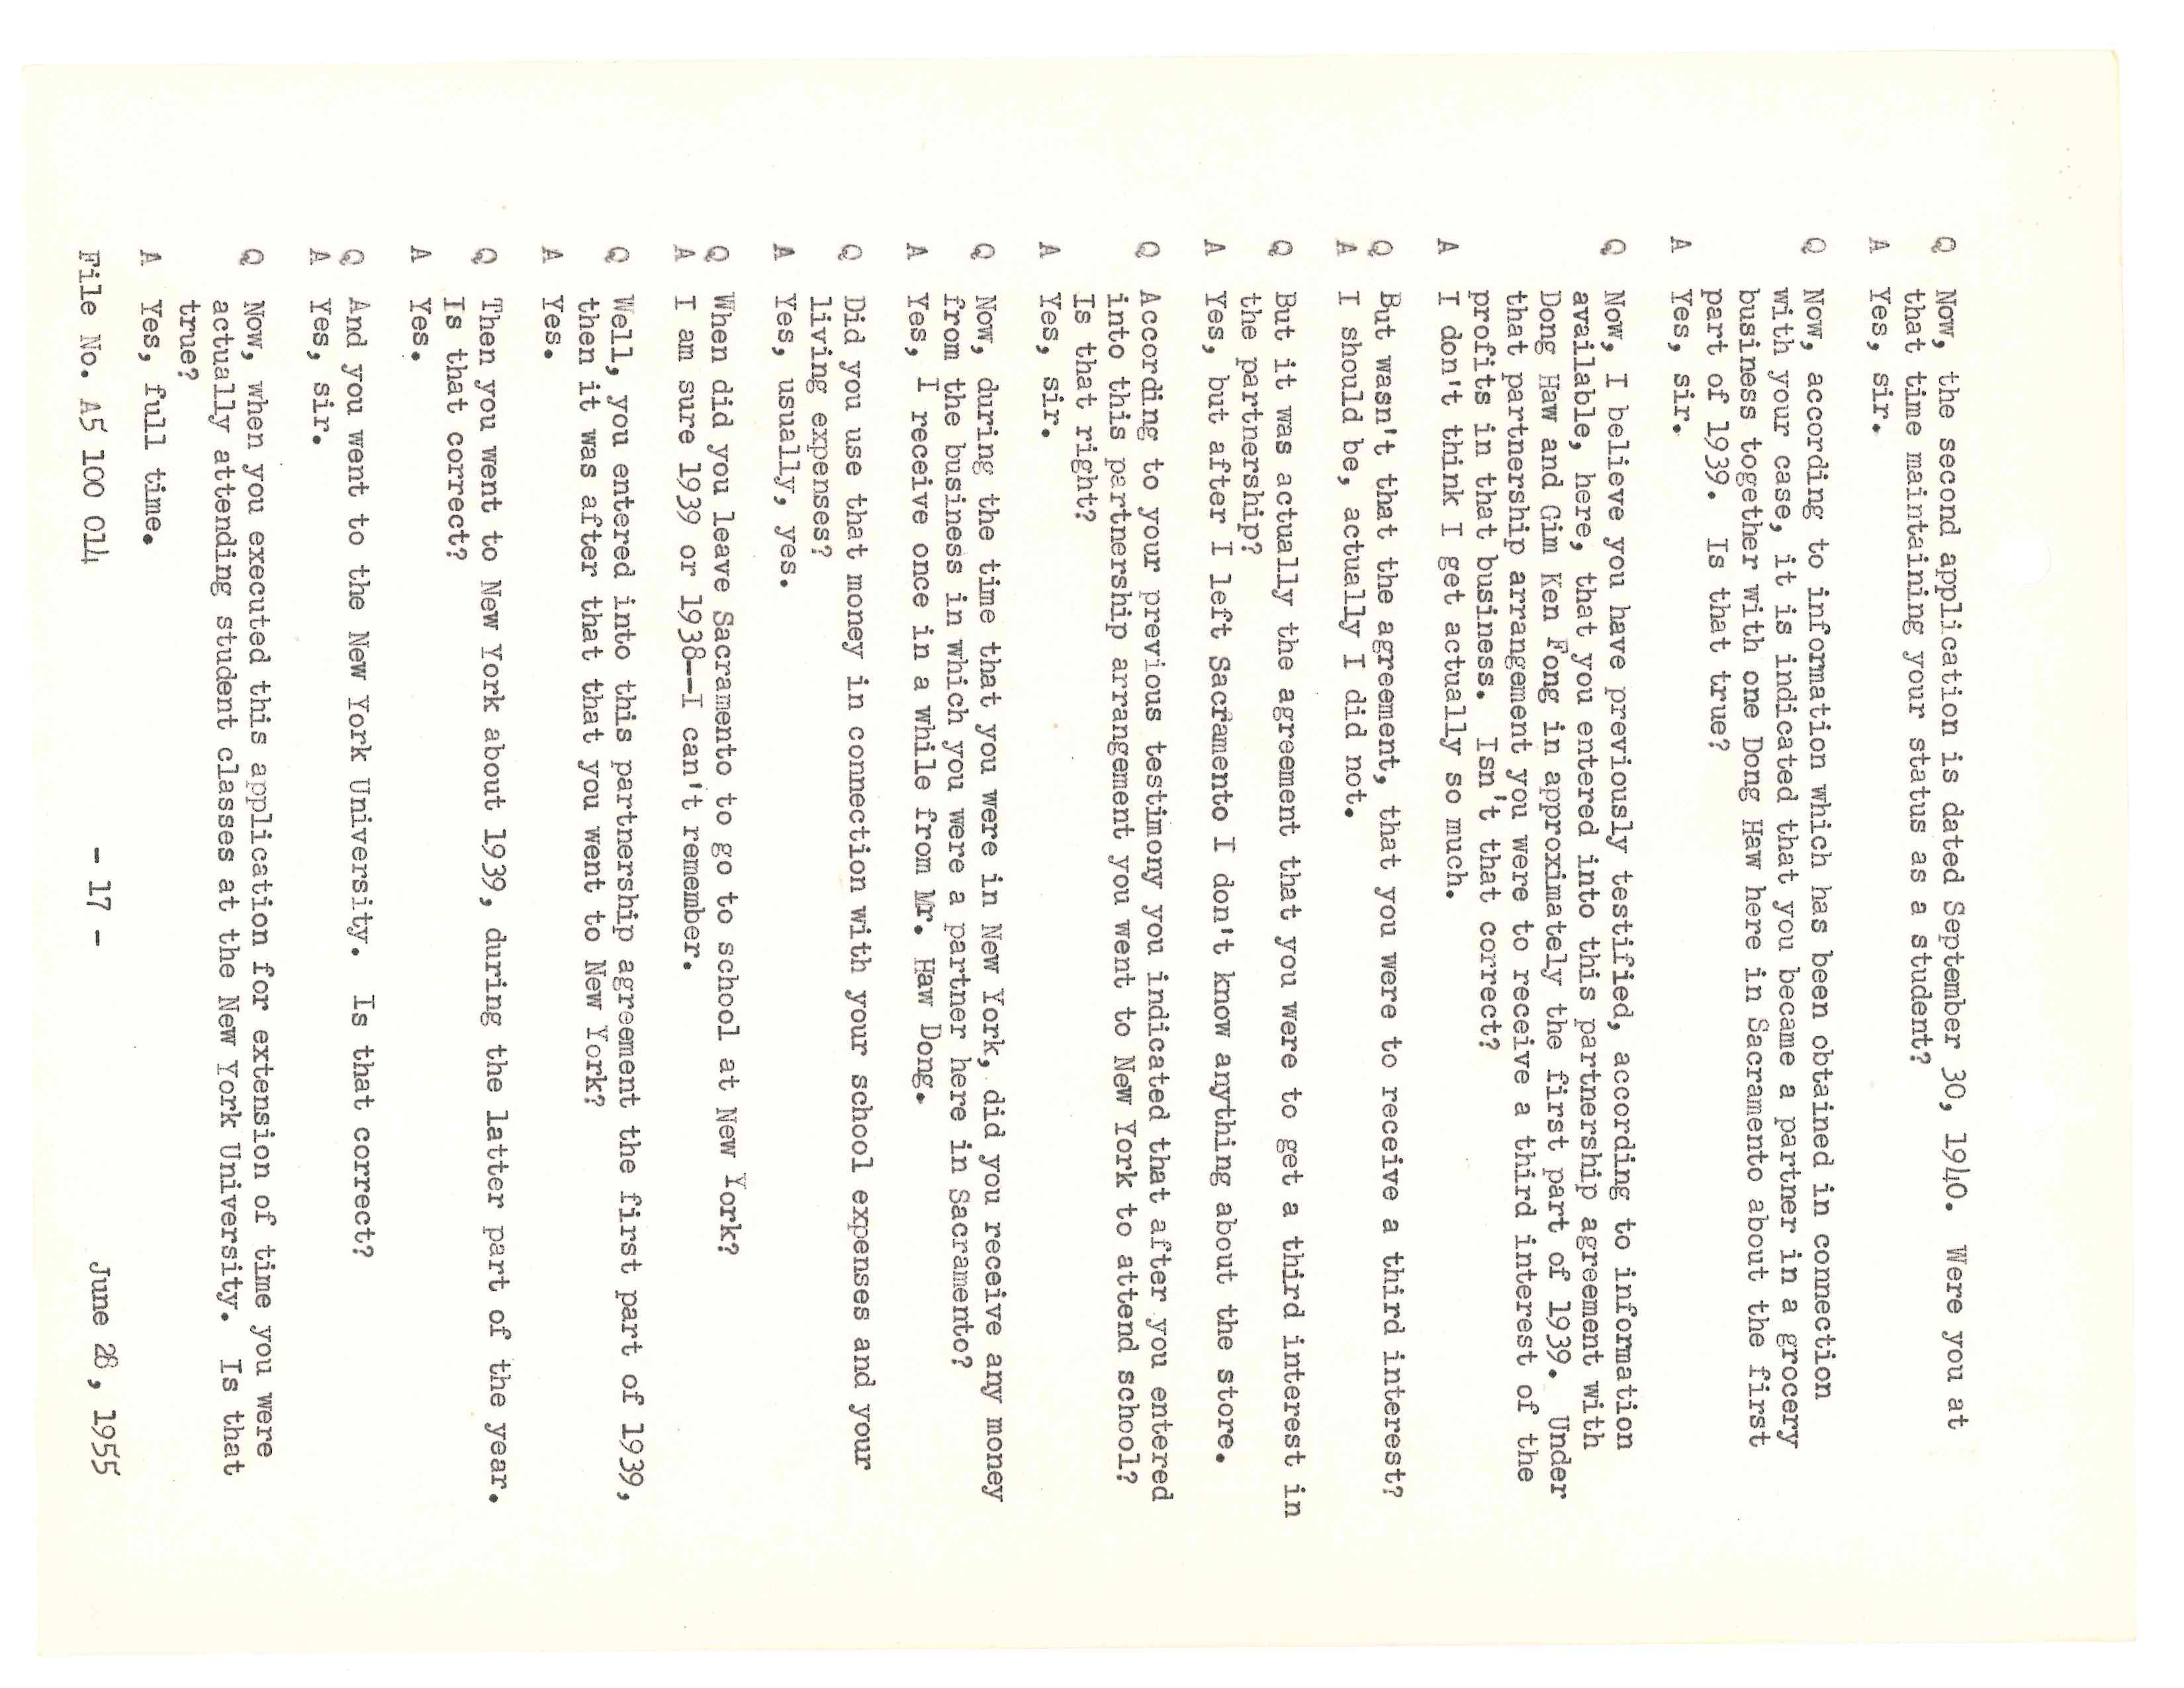 Q Now, the second application is dated September 30, 1940. Were you at
that time maintaining your status as a student?
A Yes, sir.
Q Now, according to information which has been obtained in connection
with your case, it is indicated that you became a partner in a grocery
business together with one Dong Haw here in Sacramento about the first
part of 1939. Is that true?
A Yes, sir.
Q Now, I believe you have previously testified, according to information
available, here, that you entered into this partnership agreement with
Dong Haw and Gim Ken Fong in approximately the first part of 1939. Under
that partnership arrangement you were to receive a third interest of the
profits in that business. Isn't that correct?
A I don't think I get actually so much.
Q But wasn't that the agreement, that you were to receive a third interest?
A I should be, actually I did not.
Q But it was actually the agreement that you were to get a third interest in
the partnership?
A Yes, but after I left Sacramento I don't know anything about the store.
Q According to your previous testimony you indicated that after you entered
into this partnership arrangement you went to New York to attend school?
Is that right?
A Yes, sir.
Q Now, during the time that you were in New York, did you receive any money
from the business in which you were a partner here in Sacramento?
A Yes, I receive once in a while from Mr. Haw Dong.
Q Did you use that money in connection with your school expenses and your
living expenses?
A Yes, usually, yes.
Q When did you leave Sacramento to go to school at New York?
A I am sure 1939 or 1938--I can't remember.
Q Well, you entered into this partnership agreement the first part of 1939,
then it was after that that you went to New York?
A Yes.
Q Then you went to New York about 1939, during the latter part of the year.
Is that correct?
A Yes.
Q And you went to the New York University. Is that correct?
A Yes, sir.
Q Now, when you executed this application for extension of time you were
actually attending student classes at the New York University. Is that
true?
A Yes, full time.
File No. A5 100 014 - 17 - June 28, 1955